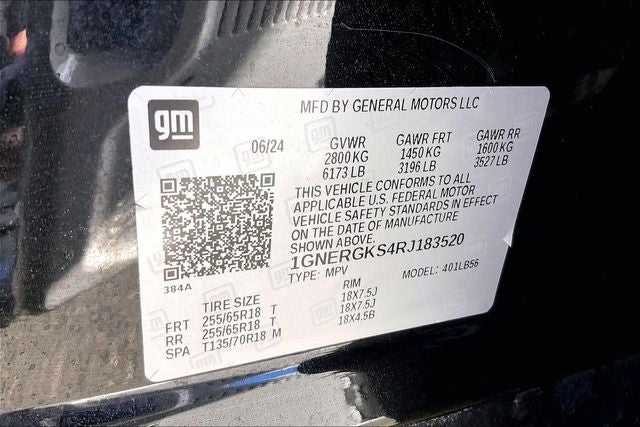 gm
MFD BY GENERAL MOTORS LLC
06/24
GVWR GAWR FRT GAWR RR
2800 KG 1450 KG 1600 KG
6173 LB 3196 LB 3527 LB
THIS VEHICLE CONFORMS TO ALL
APPLICABLE U.S. FEDERAL MOTOR
VEHICLE SAFETY STANDARDS IN EFFECT
ON THE DATE OF MANUFACTURE
SHOWN ABOVE.
1GNERGKS4RJ183520
TYPE: MPV MODEL: 401LB56
384A
TIRE SIZE RIM
FRT 255/65R18 T 18X7.5J
RR 255/65R18 T 18X7.5J
SPA T135/70R18 M 18X4.5B